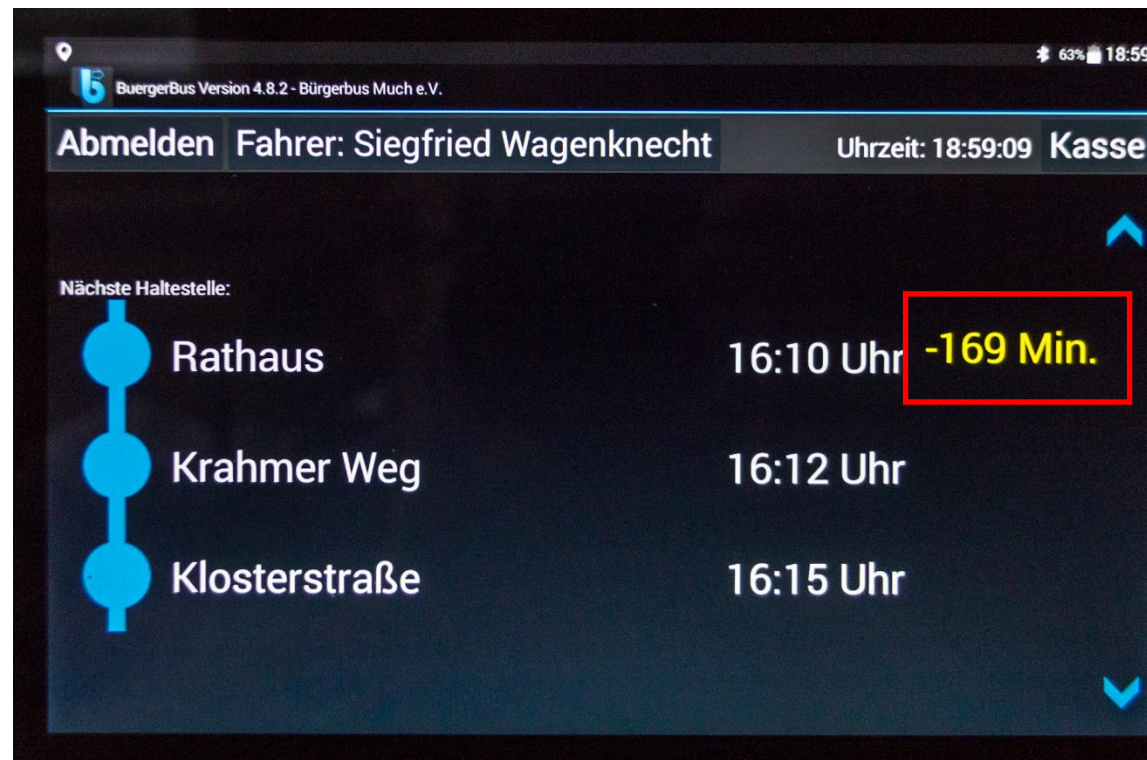 63% 18:59
BuergerBus Version 4.8.2 - Bürgerbus Much e.V.
Abmelden Fahrer: Siegfried Wagenknecht Uhrzeit: 18:59:09 Kasse
Nächste Haltestelle:
Rathaus 16:10 Uhr -169 Min.
Krahmer Weg 16:12 Uhr
Klosterstraße 16:15 Uhr